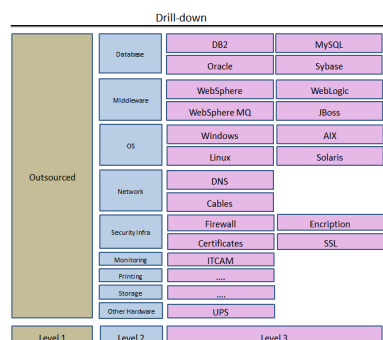 Drill-down
Outsourced
Database
DB2 MySQL
Oracle Sybase
Middleware
WebSphere WebLogic
WebSphere MQ JBoss
OS
Windows AIX
Linux Solaris
Network
DNS
Cables
Security Infra
Firewall Encription
Certificates SSL
Monitoring ITCAM
Printing ....
Storage ....
Other Hardware UPS
Level 1 Level 2 Level 3